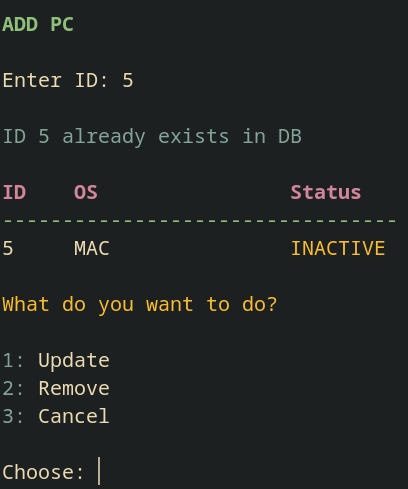 ADD PC
Enter ID: 5
ID 5 already exists in DB
ID OS Status
---------------------------------
5 MAC INACTIVE
What do you want to do?
1: Update
2: Remove
3: Cancel
Choose: